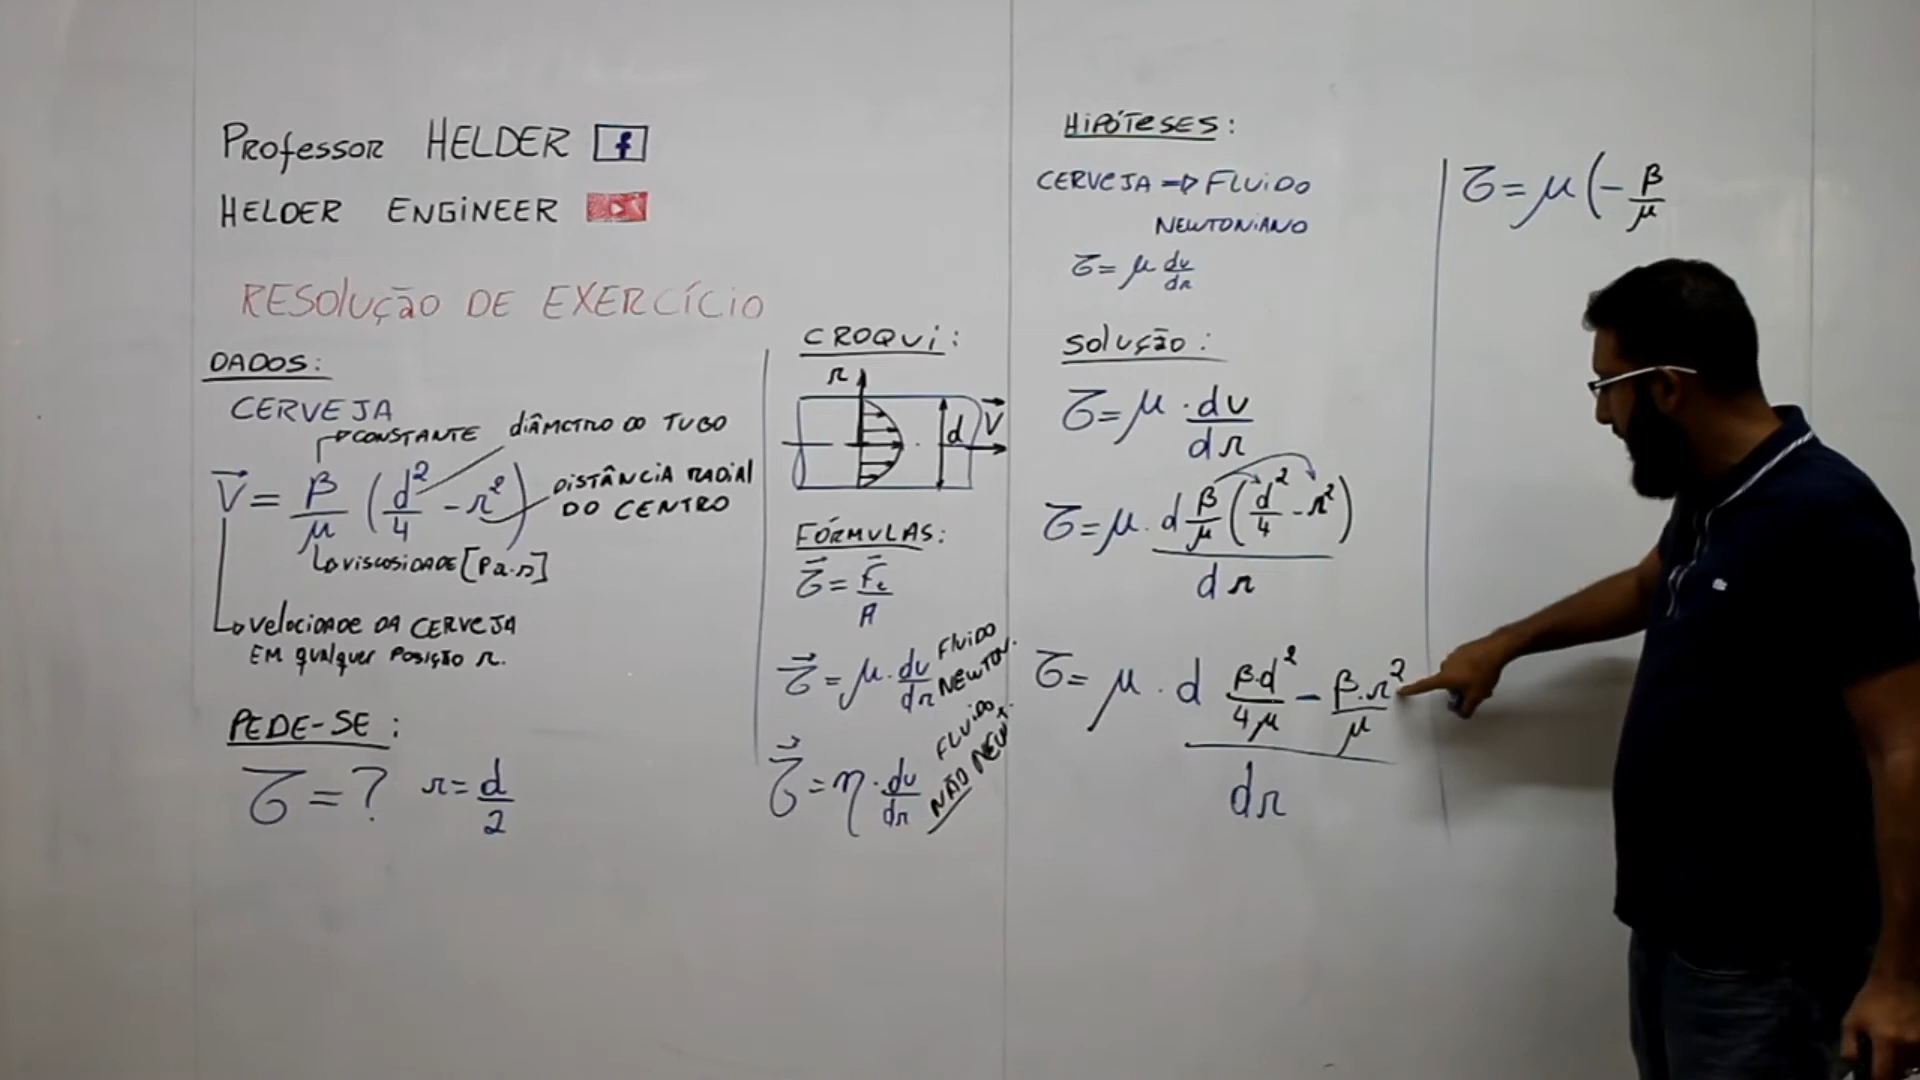 Professor HELDER f
HELDER ENGINEER
RESOLUÇÃO DE EXERCÍCIO
DADOS:
CERVEJA
CONSTANTE
DIÂMETRO DO TUBO
V⃗ = β/μ (d²/4 - r²)
DISTÂNCIA RADIAL
DO CENTRO
VISCOSIDADE [Pa.s]
VELOCIDADE DA CERVEJA
EM QUALQUER POSIÇÃO r.
PEDE-SE:
τ = ? r = d/2
CROQUI:
r
d V⃗
FÓRMULAS:
τ⃗ = F⃗t/A
τ⃗ = μ · dv/dr FLUIDO NEWTON.
τ⃗ = η · dv/dr FLUIDO NÃO NEWT.
HIPÓTESES:
CERVEJA ⇒ FLUIDO
NEWTONIANO
τ = μ dv/dr
SOLUÇÃO:
τ = μ · dv/dr
τ = μ · d β/μ (d²/4 - r²)
dr
τ = μ · d β·d²/4μ - β·r²/μ
dr
τ = μ (- β/μ